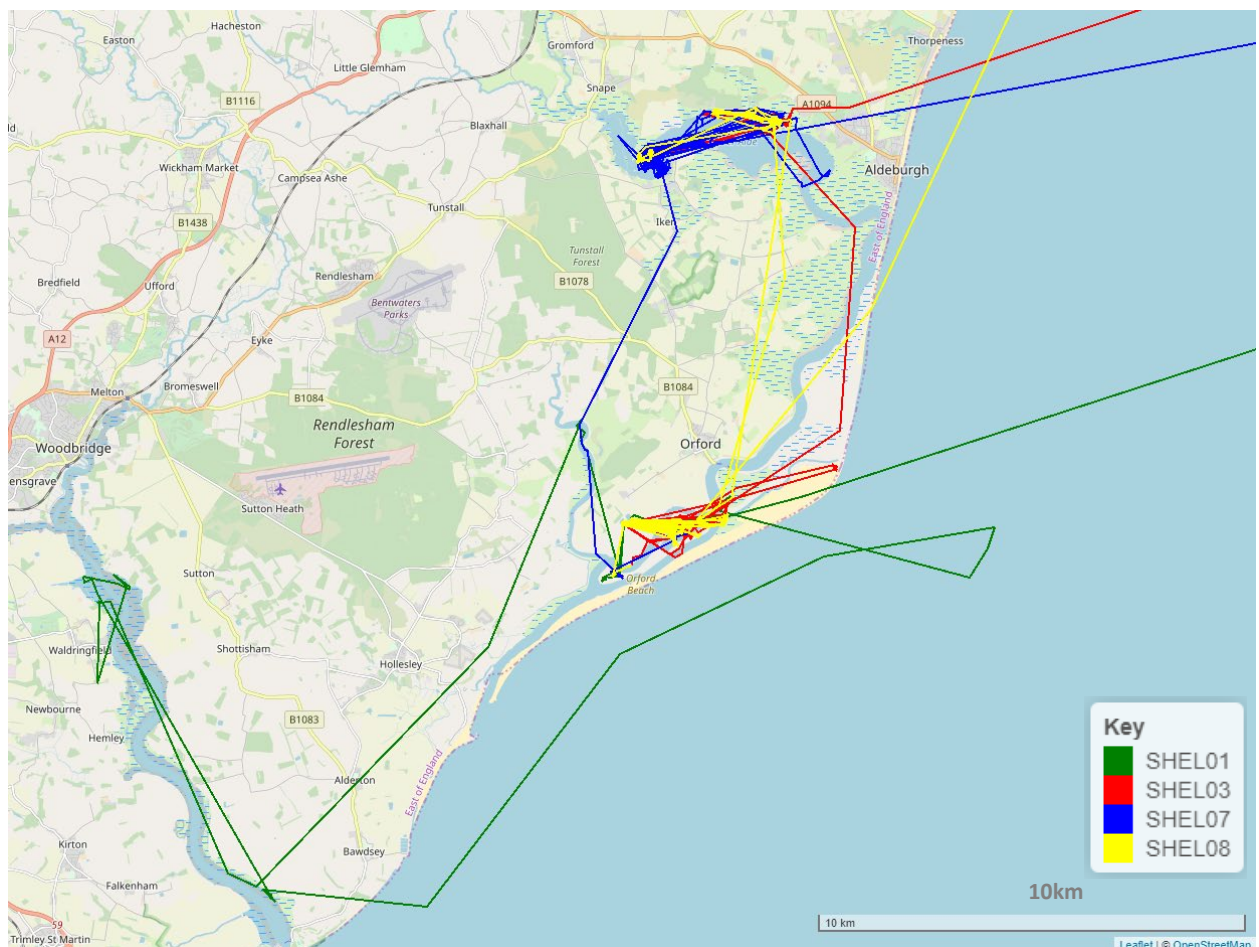 Hacheston
Easton
Gromford
Thorpeness
Little Glemham
B1116
Snape
A1094
Blaxhall
Wickham Market
Campsea Ashe
Aldeburgh
Tunstall
B1438
Iken
East of England
Tunstall
Forest
Rendlesham
B1078
Bredfield
Ufford
Bentwaters
Parks
A12
Eyke
Bromeswell
Melton
B1084
B1084
Rendlesham
Forest
Orford
Woodbridge
ensgrave
Sutton Heath
Sutton
Orford
Beach
Waldringfield
Shottisham
Hollesley
Newbourne
B1083
Hemley
East of England
Alderton
Kirton
Bawdsey
Falkenham
59
Trimley St Martin
Key
SHEL01
SHEL03
SHEL07
SHEL08
10km
10 km
Leaflet | © OpenStreetMap